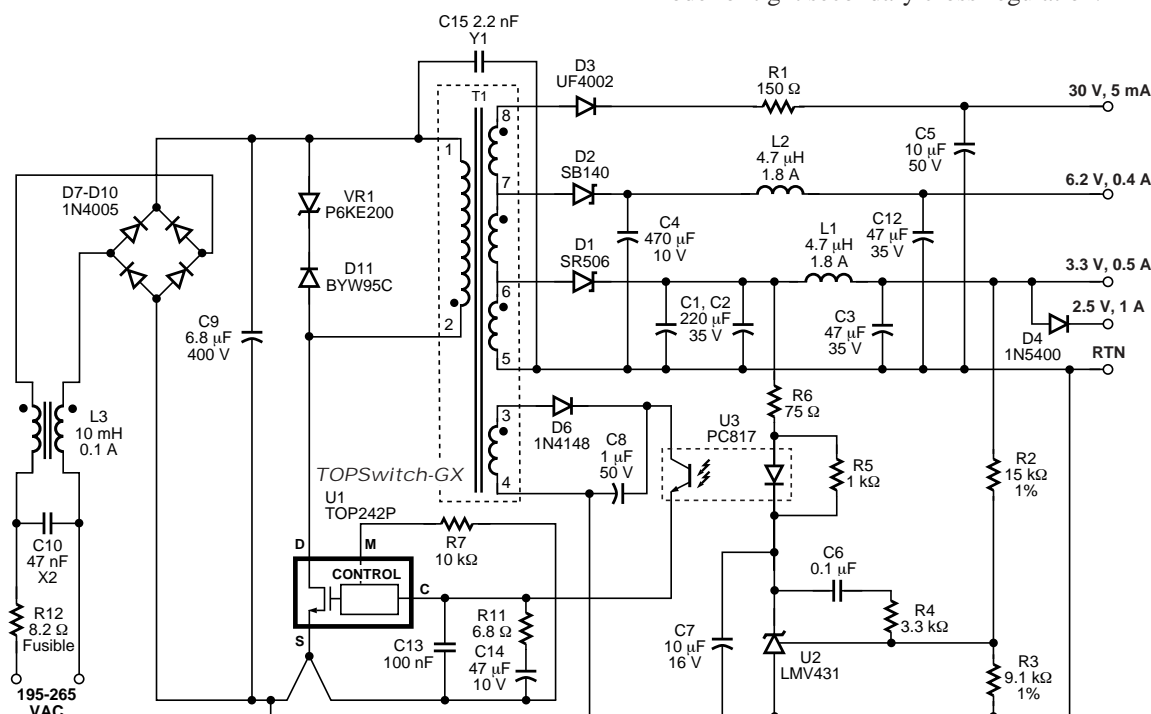 C15 2.2 nF
Y1
T1
D3
UF4002
R1
150 Ω
30 V, 5 mA
C5
10 µF
50 V
D2
SB140
L2
4.7 µH
1.8 A
6.2 V, 0.4 A
D7-D10
1N4005
VR1
P6KE200
C4
470 µF
10 V
C12
47 µF
35 V
D1
SR506
L1
4.7 µH
1.8 A
3.3 V, 0.5 A
D11
BYW95C
C1, C2
220 µF
35 V
C3
47 µF
35 V
2.5 V, 1 A
D4
1N5400
RTN
C9
6.8 µF
400 V
1
2
8
7
6
5
3
4
D6
1N4148
C8
1 µF
50 V
R6
75 Ω
U3
PC817
R5
1 kΩ
R2
15 kΩ
1%
L3
10 mH
0.1 A
TOPSwitch-GX
U1
TOP242P
D
M
CONTROL
C
S
R7
10 kΩ
C10
47 nF
X2
R12
8.2 Ω
Fusible
C13
100 nF
R11
6.8 Ω
C14
47 µF
10 V
C6
0.1 µF
R4
3.3 kΩ
C7
10 µF
16 V
U2
LMV431
R3
9.1 kΩ
1%
195-265
VAC